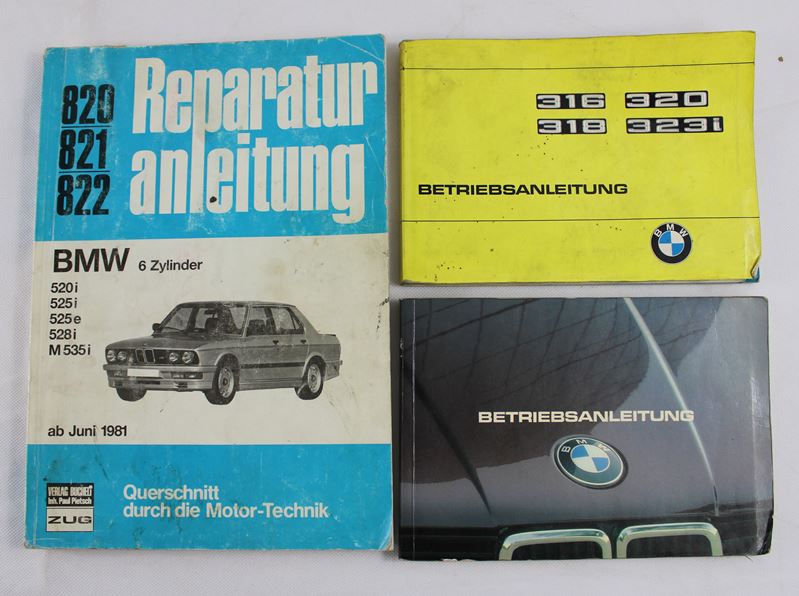 820
821
822
Reparatur
anleitung
BMW 6 Zylinder
520i
525i
525e
528i
M 535i
ab Juni 1981
VERLAG BUCHELI
Inh. Paul Pietsch
ZUG
Querschnitt
durch die Motor-Technik
316 320
318 323i
BETRIEBSANLEITUNG
BMW
BETRIEBSANLEITUNG
BMW